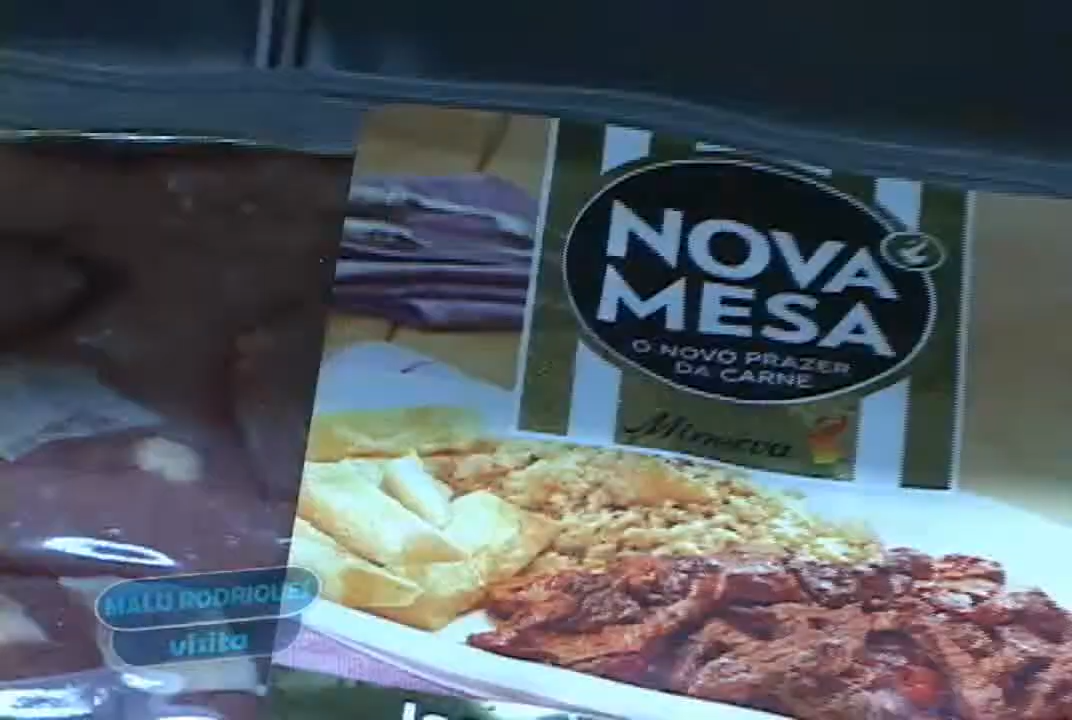 NOVA
MESA
O NOVO PRAZER
DA CARNE
Minerva
MALU RODRIGUES
visita